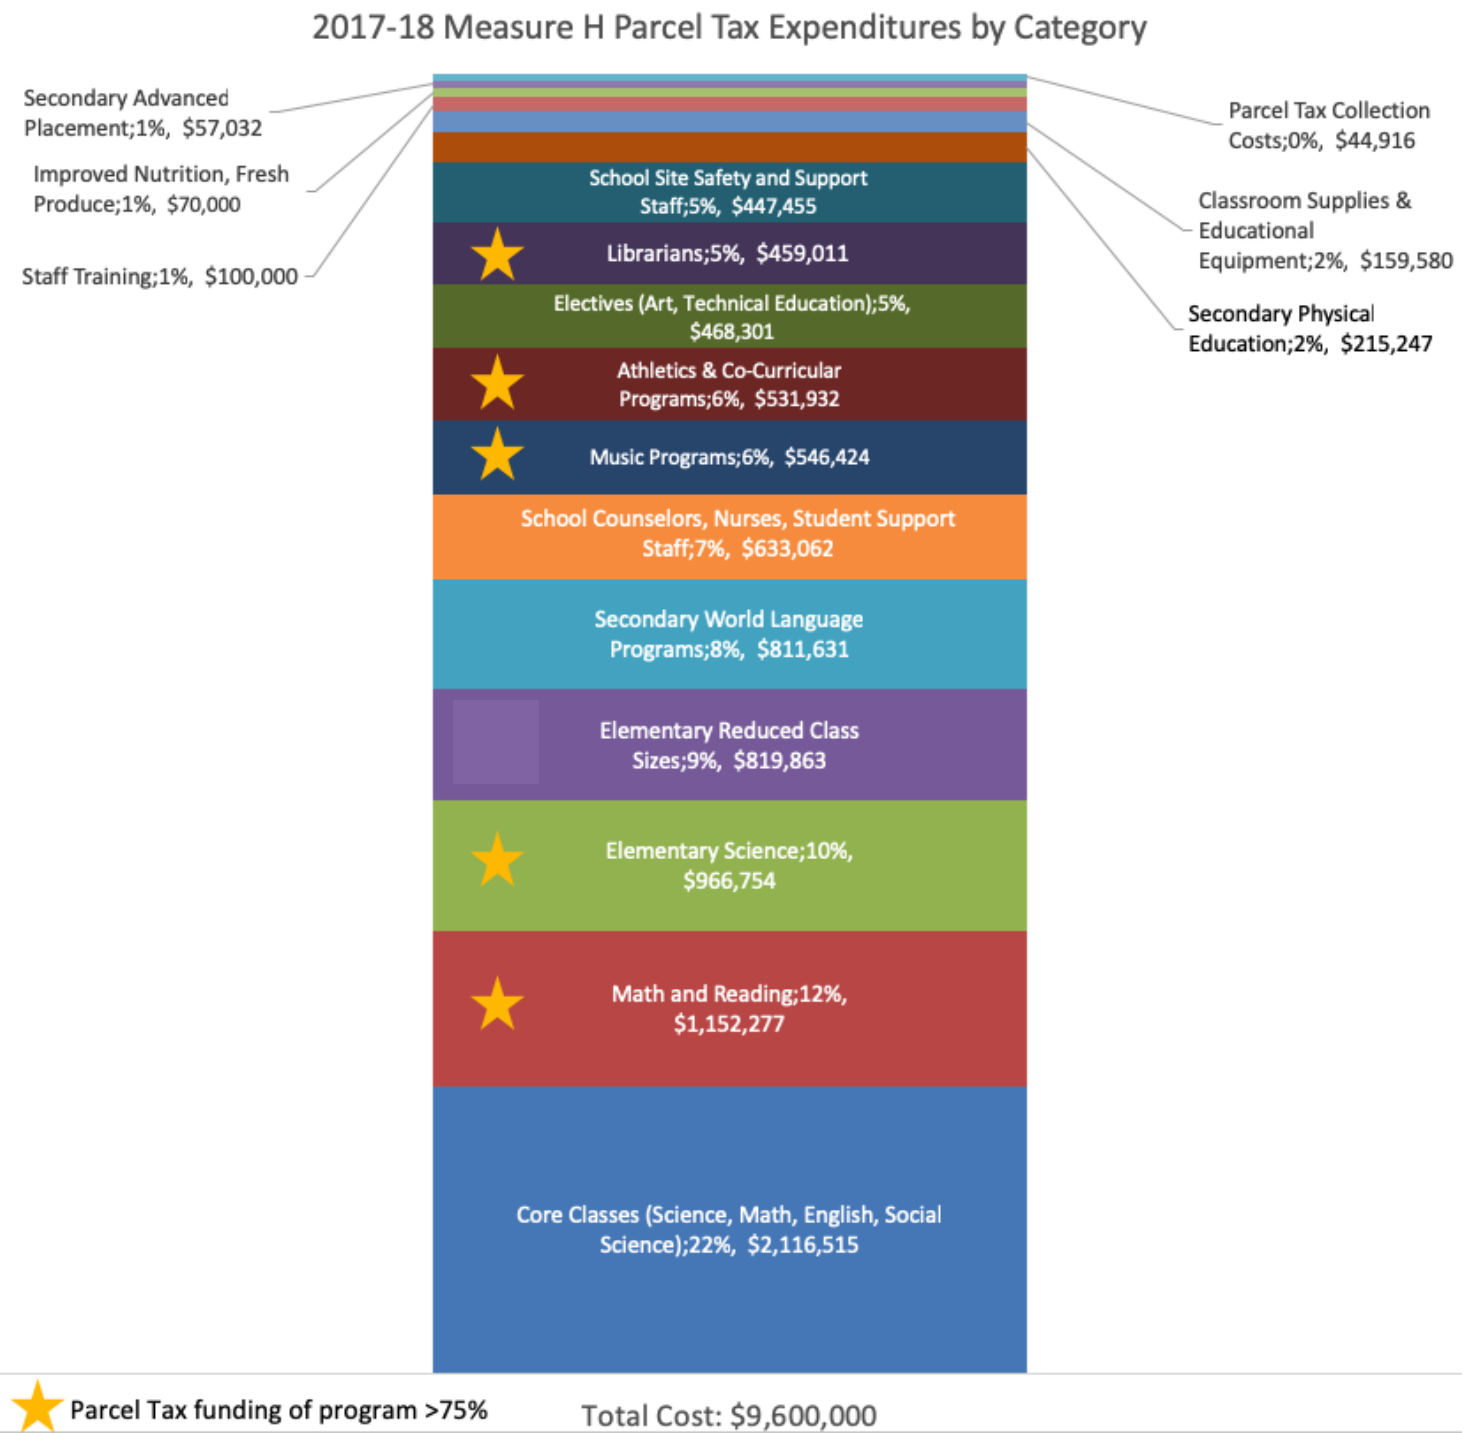 2017-18 Measure H Parcel Tax Expenditures by Category
Secondary Advanced
Placement;1%, $57,032
Improved Nutrition, Fresh
Produce;1%, $70,000
Staff Training;1%, $100,000
Parcel Tax Collection
Costs;0%, $44,916
Classroom Supplies &
Educational
Equipment;2%, $159,580
Secondary Physical
Education;2%, $215,247
School Site Safety and Support
Staff;5%, $447,455
Librarians;5%, $459,011
Electives (Art, Technical Education);5%,
$468,301
Athletics & Co-Curricular
Programs;6%, $531,932
Music Programs;6%, $546,424
School Counselors, Nurses, Student Support
Staff;7%, $633,062
Secondary World Language
Programs;8%, $811,631
Elementary Reduced Class
Sizes;9%, $819,863
Elementary Science;10%,
$966,754
Math and Reading;12%,
$1,152,277
Core Classes (Science, Math, English, Social
Science);22%, $2,116,515
Parcel Tax funding of program >75%
Total Cost: $9,600,000